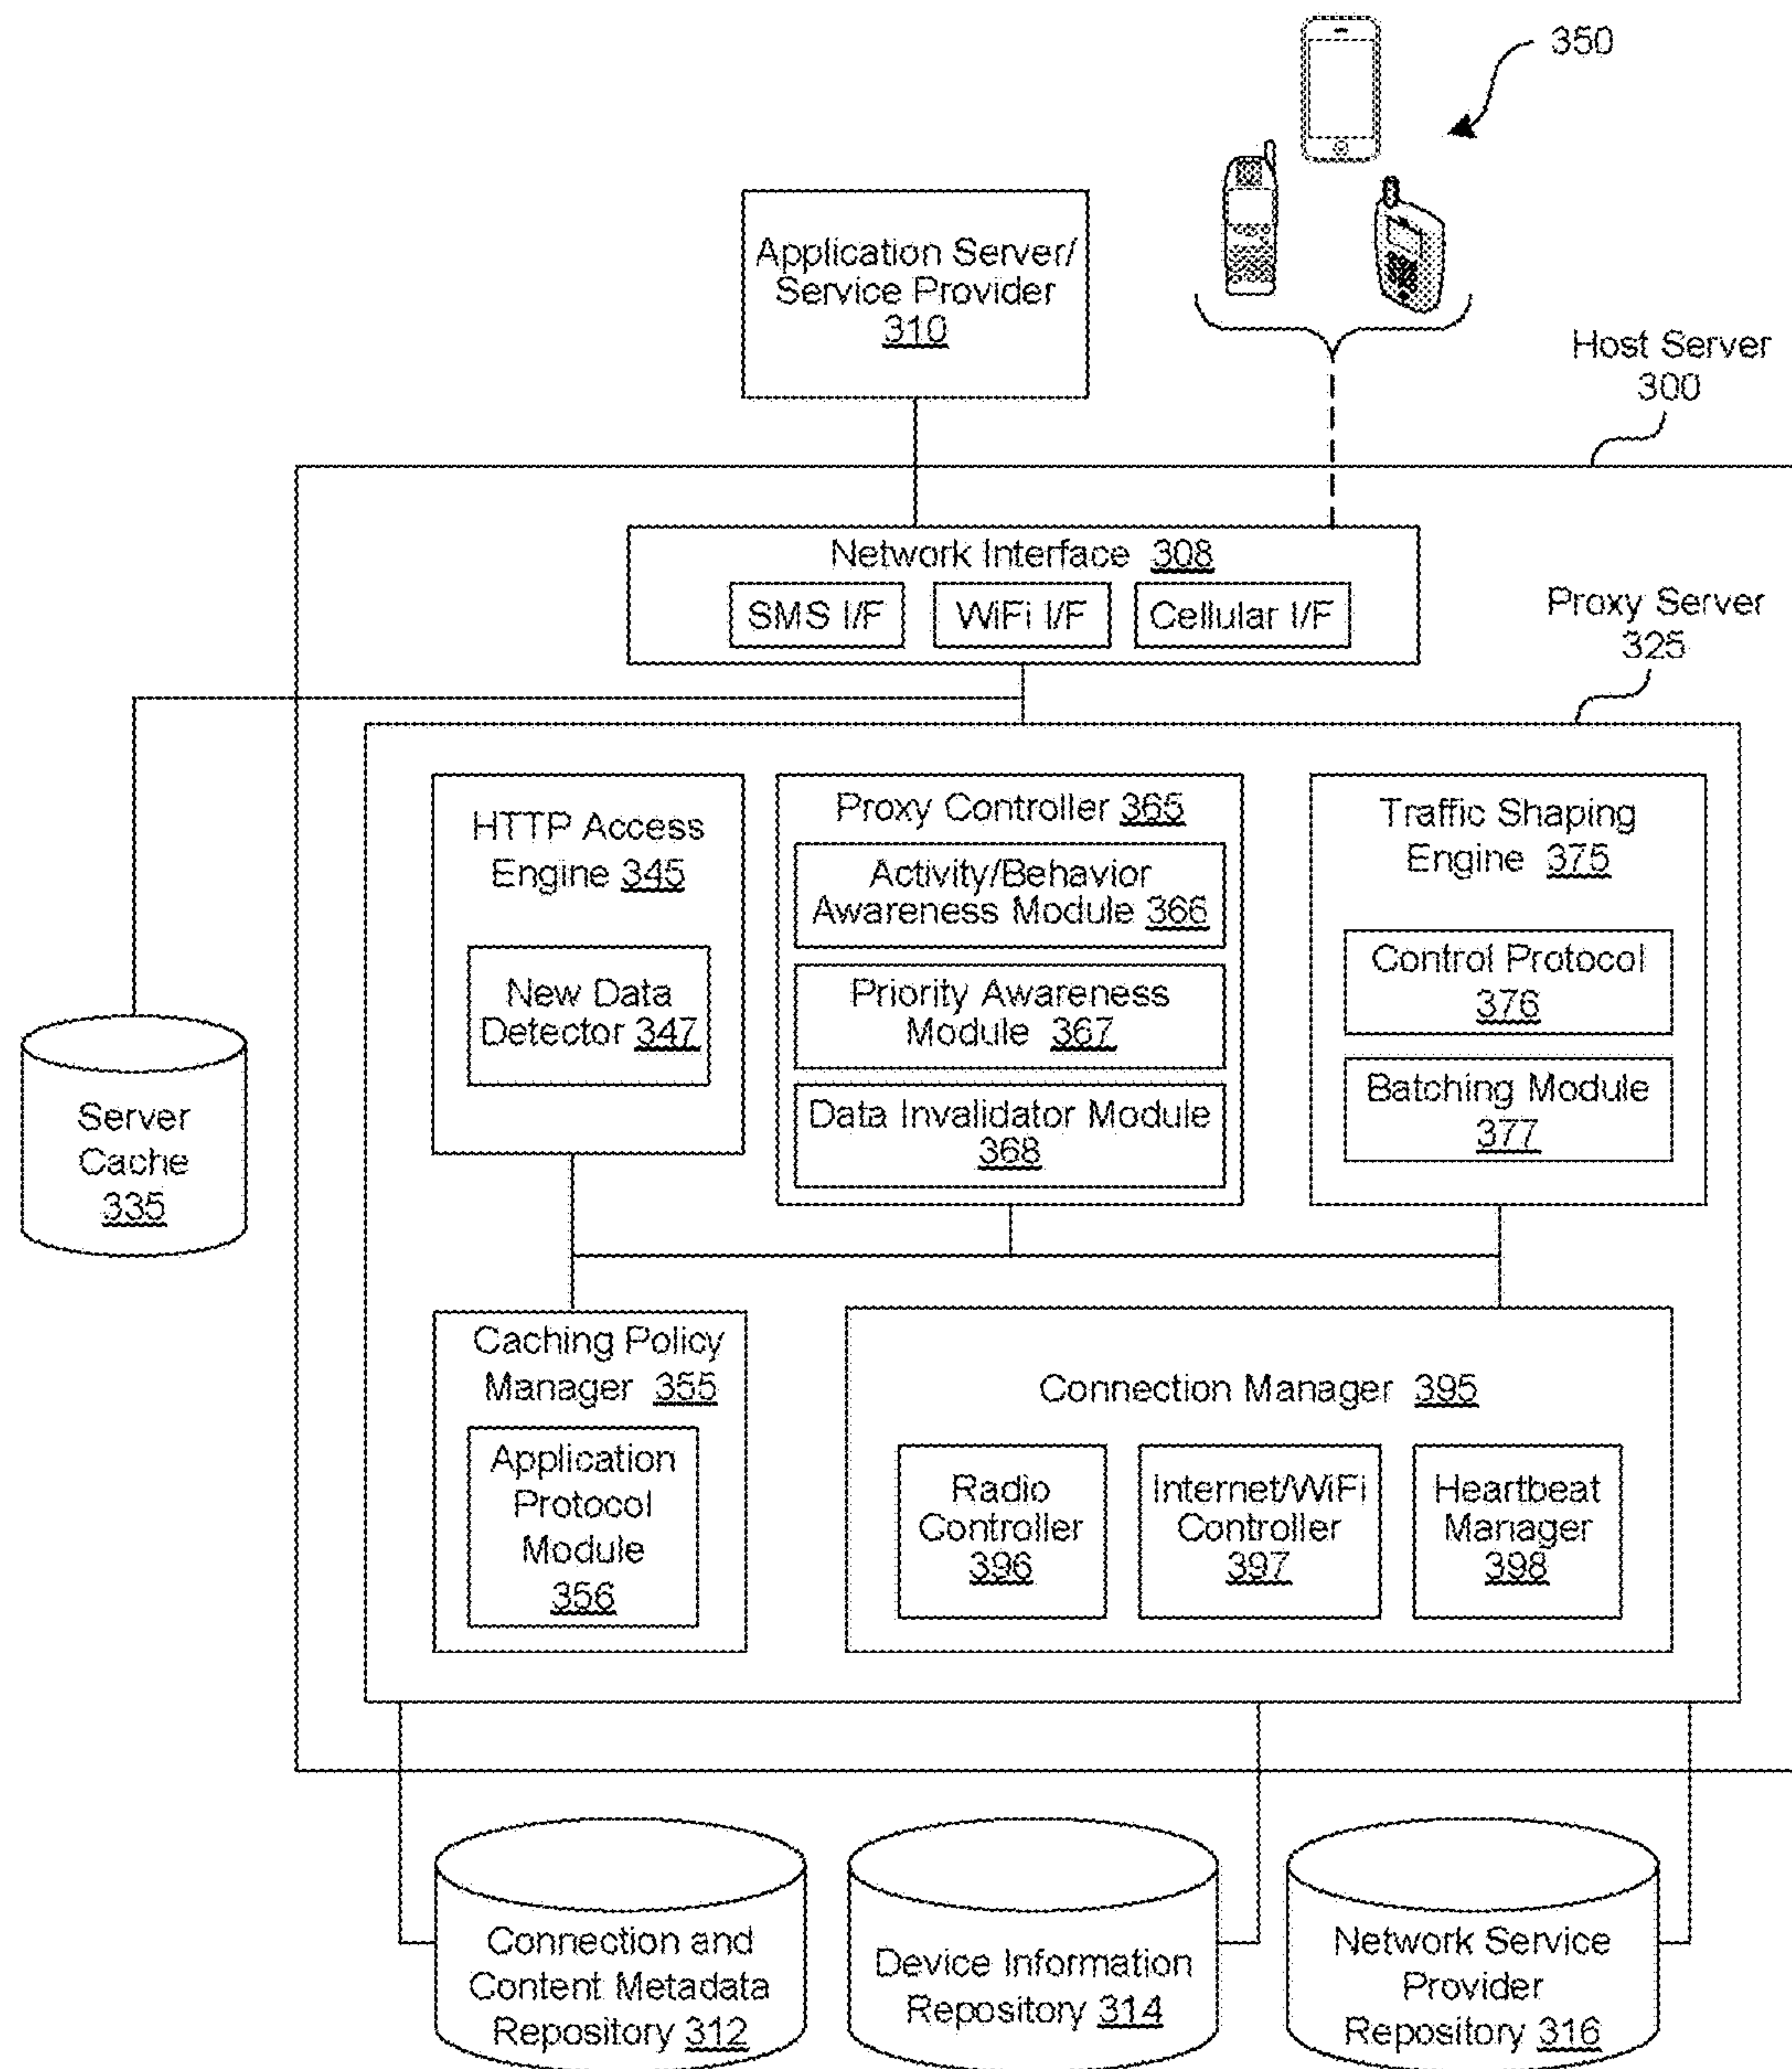 350
Application Server/
Service Provider
310
Host Server
300
Network Interface 308
SMS I/F
WiFi I/F
Cellular I/F
Proxy Server
325
HTTP Access
Engine 345
New Data
Detector 347
Proxy Controller 365
Activity/Behavior
Awareness Module 366
Priority Awareness
Module 367
Data Invalidator Module
368
Traffic Shaping
Engine 375
Control Protocol
376
Batching Module
377
Server
Cache
335
Caching Policy
Manager 355
Application
Protocol
Module
356
Connection Manager 395
Radio
Controller
396
Internet/WiFi
Controller
397
Heartbeat
Manager
398
Connection and
Content Metadata
Repository 312
Device Information
Repository 314
Network Service
Provider
Repository 316